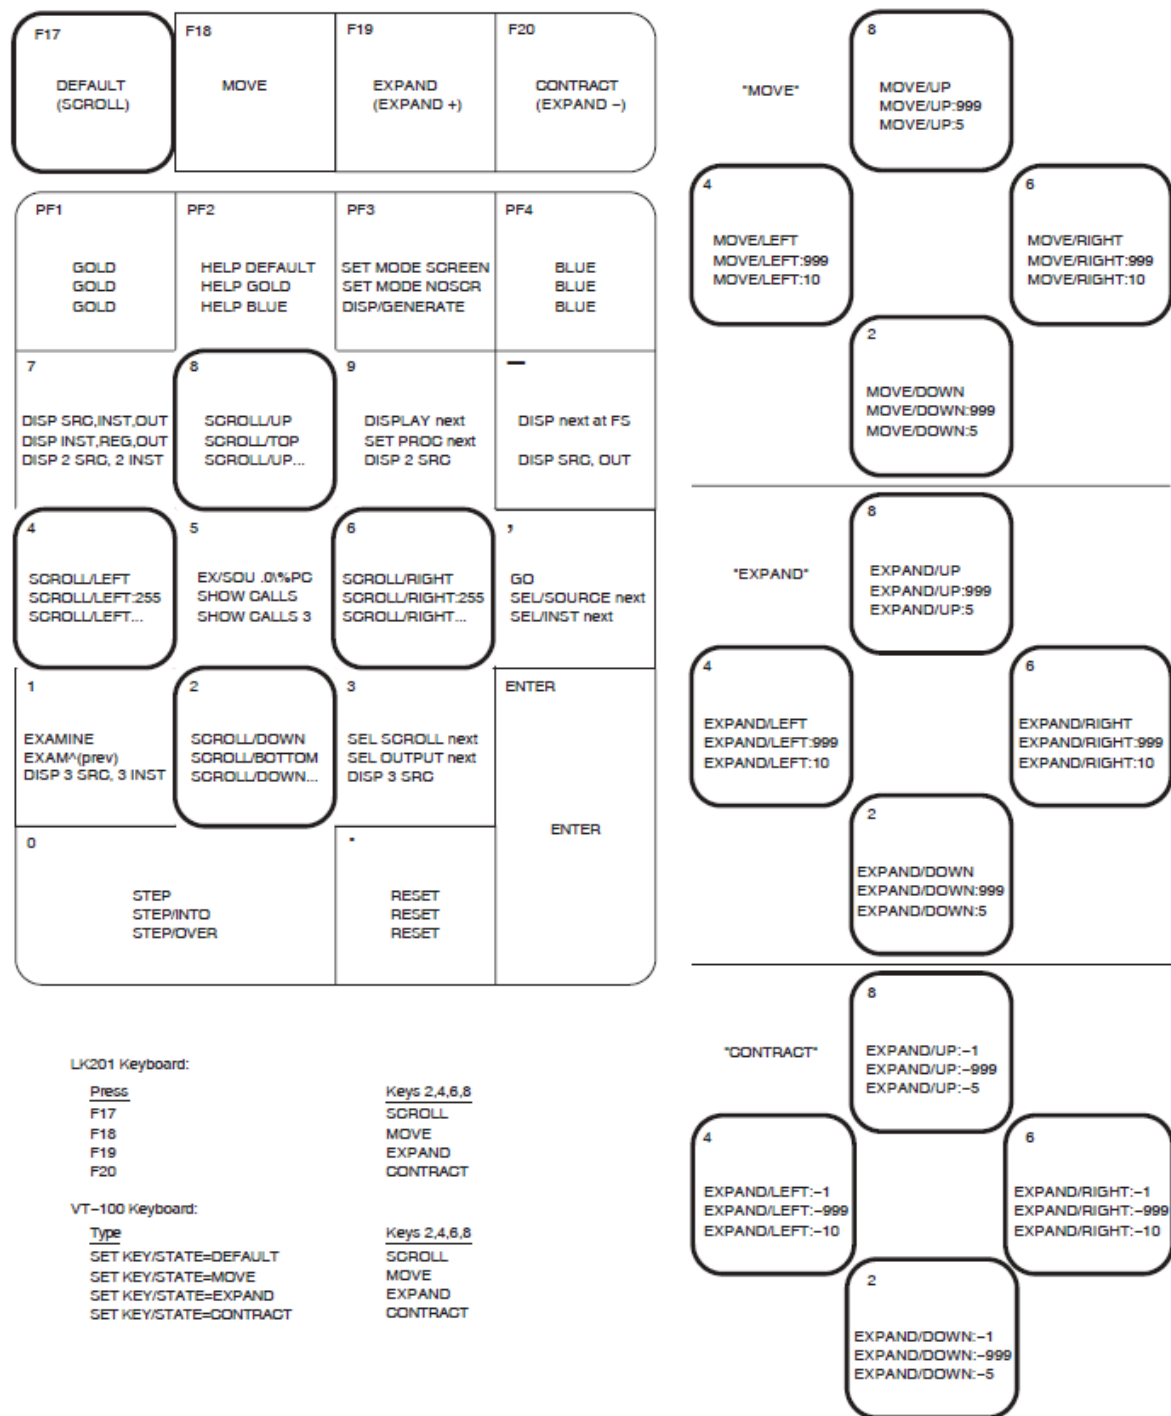 F17
DEFAULT
(SCROLL)
F18
MOVE
F19
EXPAND
(EXPAND +)
F20
CONTRACT
(EXPAND –)
PF1
GOLD
GOLD
GOLD
PF2
HELP DEFAULT
HELP GOLD
HELP BLUE
PF3
SET MODE SCREEN
SET MODE NOSCR
DISP/GENERATE
PF4
BLUE
BLUE
BLUE
7
DISP SRC,INST,OUT
DISP INST,REG,OUT
DISP 2 SRC, 2 INST
8
SCROLL/UP
SCROLL/TOP
SCROLL/UP...
9
DISPLAY next
SET PROC next
DISP 2 SRC
–
DISP next at FS
DISP SRC, OUT
4
SCROLL/LEFT
SCROLL/LEFT:255
SCROLL/LEFT...
5
EX/SOU .0\%PC
SHOW CALLS
SHOW CALLS 3
6
SCROLL/RIGHT
SCROLL/RIGHT:255
SCROLL/RIGHT...
,
GO
SEL/SOURCE next
SEL/INST next
1
EXAMINE
EXAM^(prev)
DISP 3 SRC, 3 INST
2
SCROLL/DOWN
SCROLL/BOTTOM
SCROLL/DOWN...
3
SEL SCROLL next
SEL OUTPUT next
DISP 3 SRC
ENTER
ENTER
0
STEP
STEP/INTO
STEP/OVER
.
RESET
RESET
RESET
LK201 Keyboard:
Press Keys 2,4,6,8
F17 SCROLL
F18 MOVE
F19 EXPAND
F20 CONTRACT
VT–100 Keyboard:
Type Keys 2,4,6,8
SET KEY/STATE=DEFAULT SCROLL
SET KEY/STATE=MOVE MOVE
SET KEY/STATE=EXPAND EXPAND
SET KEY/STATE=CONTRACT CONTRACT
"MOVE"
8
MOVE/UP
MOVE/UP:999
MOVE/UP:5
4
MOVE/LEFT
MOVE/LEFT:999
MOVE/LEFT:10
6
MOVE/RIGHT
MOVE/RIGHT:999
MOVE/RIGHT:10
2
MOVE/DOWN
MOVE/DOWN:999
MOVE/DOWN:5
"EXPAND"
8
EXPAND/UP
EXPAND/UP:999
EXPAND/UP:5
4
EXPAND/LEFT
EXPAND/LEFT:999
EXPAND/LEFT:10
6
EXPAND/RIGHT
EXPAND/RIGHT:999
EXPAND/RIGHT:10
2
EXPAND/DOWN
EXPAND/DOWN:999
EXPAND/DOWN:5
"CONTRACT"
8
EXPAND/UP:–1
EXPAND/UP:–999
EXPAND/UP:–5
4
EXPAND/LEFT:–1
EXPAND/LEFT:–999
EXPAND/LEFT:–10
6
EXPAND/RIGHT:–1
EXPAND/RIGHT:–999
EXPAND/RIGHT:–10
2
EXPAND/DOWN:–1
EXPAND/DOWN:–999
EXPAND/DOWN:–5